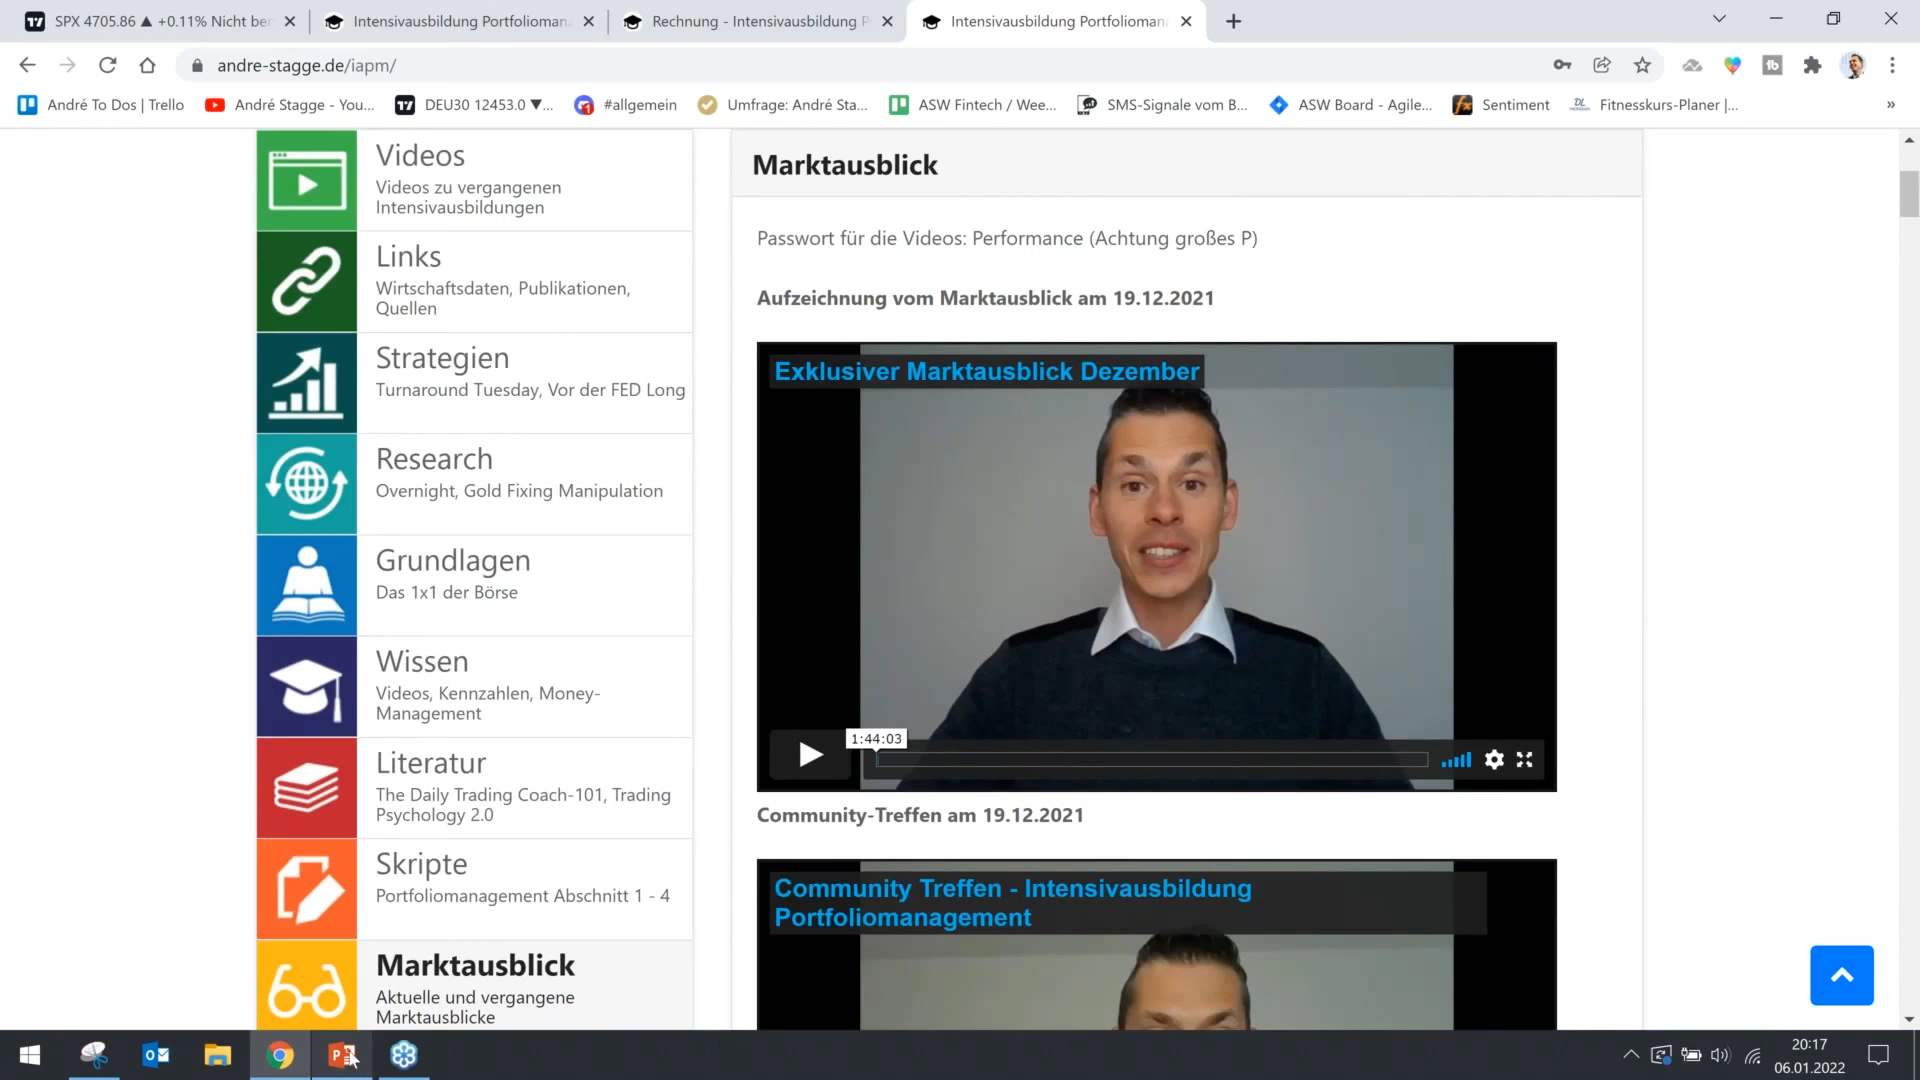 SPX 4705.86 ▲ +0.11% Nicht ber
Intensivausbildung Portfolioman
Rechnung - Intensivausbildung P
Intensivausbildung Portfolioman
andre-stagge.de/iapm/
André To Dos | Trello
André Stagge - You...
DEU30 12453.0 ▼...
#allgemein
Umfrage: André Sta...
ASW Fintech / Wee...
SMS-Signale vom B...
ASW Board - Agile...
Sentiment
Fitnesskurs-Planer |...
»
Videos
Videos zu vergangenen
Intensivausbildungen
Links
Wirtschaftsdaten, Publikationen,
Quellen
Strategien
Turnaround Tuesday, Vor der FED Long
Research
Overnight, Gold Fixing Manipulation
Grundlagen
Das 1x1 der Börse
Wissen
Videos, Kennzahlen, Money-
Management
Literatur
The Daily Trading Coach-101, Trading
Psychology 2.0
Skripte
Portfoliomanagement Abschnitt 1 - 4
Marktausblick
Aktuelle und vergangene
Marktausblicke
Marktausblick
Passwort für die Videos: Performance (Achtung großes P)
Aufzeichnung vom Marktausblick am 19.12.2021
Exklusiver Marktausblick Dezember
1:44:03
Community-Treffen am 19.12.2021
Community Treffen - Intensivausbildung
Portfoliomanagement
20:17
06.01.2022